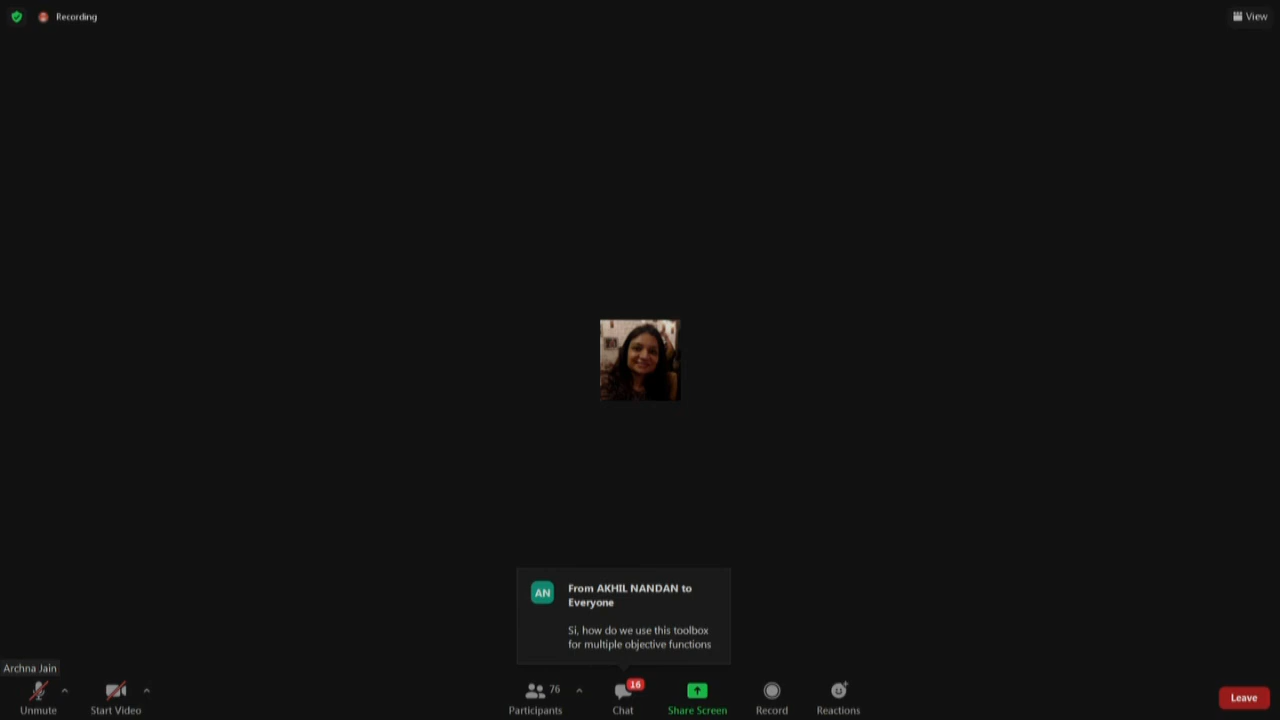 Recording
View
AN
From AKHIL NANDAN to
Everyone
Si, how do we use this toolbox
for multiple objective functions
Archna Jain
76
16
Unmute
Start Video
Participants
Chat
Share Screen
Record
Reactions
Leave